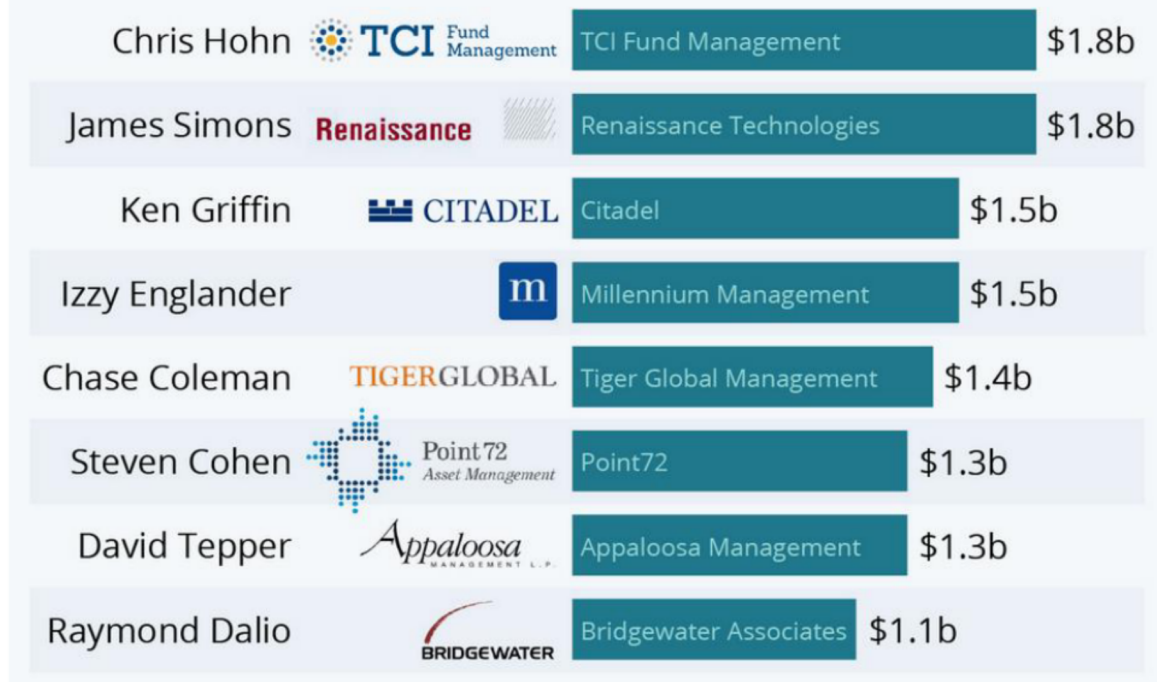 Chris Hohn TCI Fund Management TCI Fund Management $1.8b
James Simons Renaissance Renaissance Technologies $1.8b
Ken Griffin CITADEL Citadel $1.5b
Izzy Englander m Millennium Management $1.5b
Chase Coleman TIGERGLOBAL Tiger Global Management $1.4b
Steven Cohen Point72 Asset Management Point72 $1.3b
David Tepper Appaloosa MANAGEMENT L.P. Appaloosa Management $1.3b
Raymond Dalio BRIDGEWATER Bridgewater Associates $1.1b